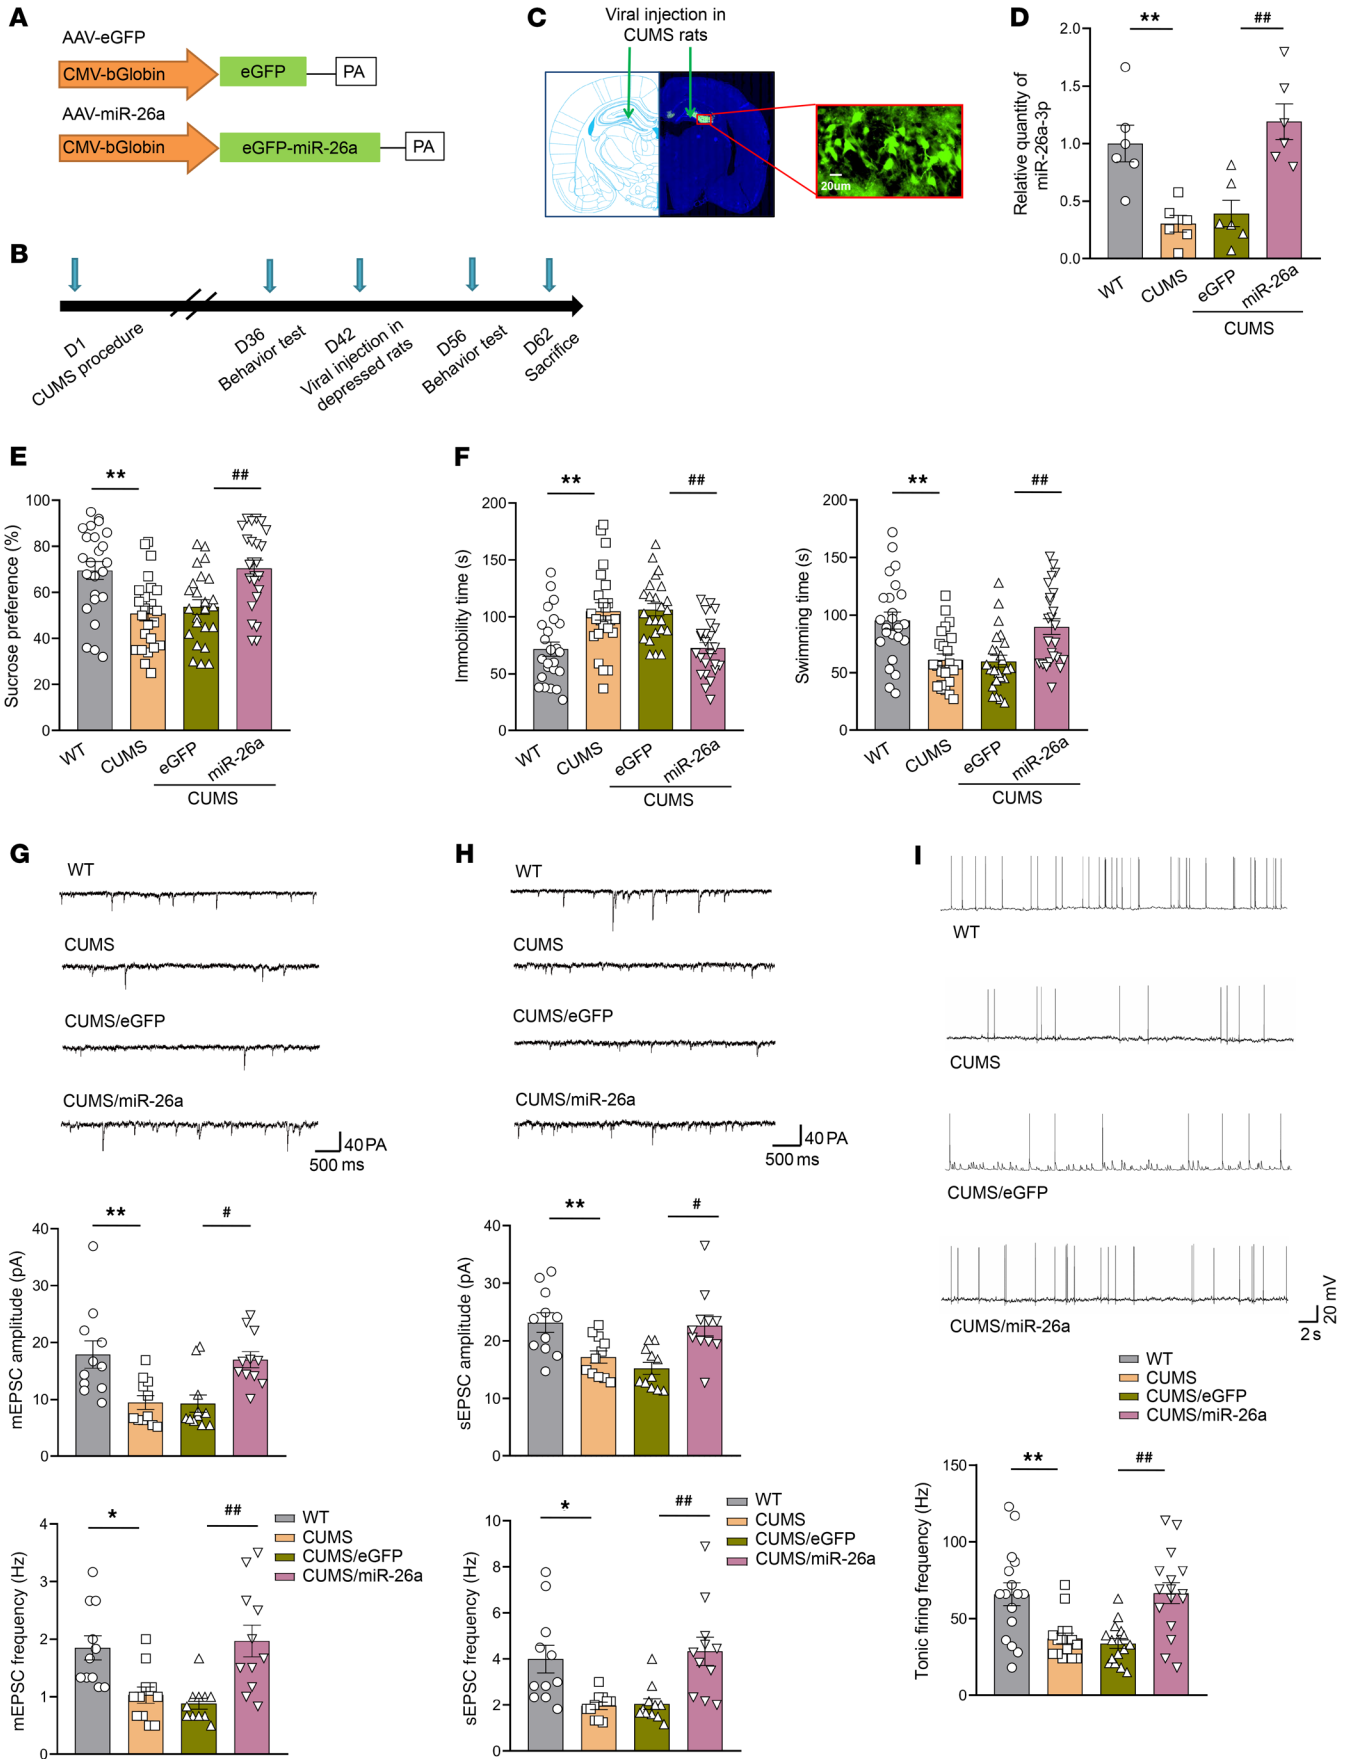 A
AAV-eGFP
CMV-bGlobin
eGFP
PA
AAV-miR-26a
CMV-bGlobin
eGFP-miR-26a
PA
B
D1
CUMS procedure
D36
Behavior test
D42
Viral injection in
depressed rats
D56
Behavior test
D62
Sacrifice
C
Viral injection in
CUMS rats
20um
D
Relative quantity of
miR-26a-3p
2.0
1.5
1.0
0.5
0.0
**
##
WT
CUMS
eGFP
miR-26a
CUMS
E
Sucrose preference (%)
100
80
60
40
20
0
**
##
WT
CUMS
eGFP
miR-26a
CUMS
F
Immobility time (s)
200
150
100
50
0
**
##
WT
CUMS
eGFP
miR-26a
CUMS
Swimming time (s)
200
150
100
50
0
**
##
WT
CUMS
eGFP
miR-26a
CUMS
G
WT
CUMS
CUMS/eGFP
CUMS/miR-26a
40 PA
500 ms
mEPSC amplitude (pA)
40
30
20
10
0
**
#
mEPSC frequency (Hz)
4
3
2
1
0
*
##
WT
CUMS
CUMS/eGFP
CUMS/miR-26a
H
WT
CUMS
CUMS/eGFP
CUMS/miR-26a
40 PA
500 ms
sEPSC amplitude (pA)
40
30
20
10
0
**
#
sEPSC frequency (Hz)
10
8
6
4
2
0
*
##
WT
CUMS
CUMS/eGFP
CUMS/miR-26a
I
WT
CUMS
CUMS/eGFP
CUMS/miR-26a
20 mV
2 s
WT
CUMS
CUMS/eGFP
CUMS/miR-26a
Tonic firing frequency (Hz)
150
100
50
0
**
##